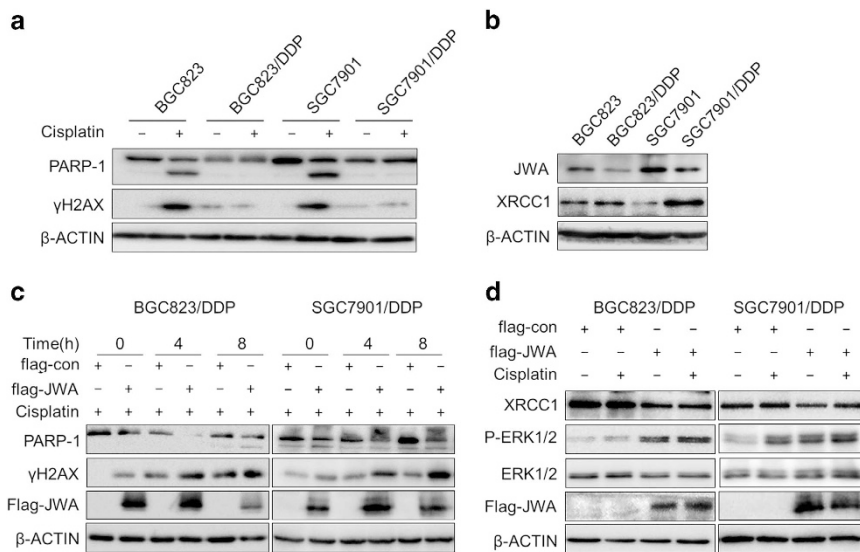 a
BGC823 BGC823/DDP SGC7901 SGC7901/DDP
Cisplatin – + – + – + – +
PARP-1
γH2AX
β-ACTIN
b
BGC823 BGC823/DDP SGC7901 SGC7901/DDP
JWA
XRCC1
β-ACTIN
c
BGC823/DDP SGC7901/DDP
Time(h) 0 4 8 0 4 8
flag-con + – + – + – + – + – + –
flag-JWA – + – + – + – + – + – +
Cisplatin + + + + + + + + + + + +
PARP-1
γH2AX
Flag-JWA
β-ACTIN
d
BGC823/DDP SGC7901/DDP
flag-con + + – – + + – –
flag-JWA – – + + – – + +
Cisplatin – + – + – + – +
XRCC1
P-ERK1/2
ERK1/2
Flag-JWA
β-ACTIN